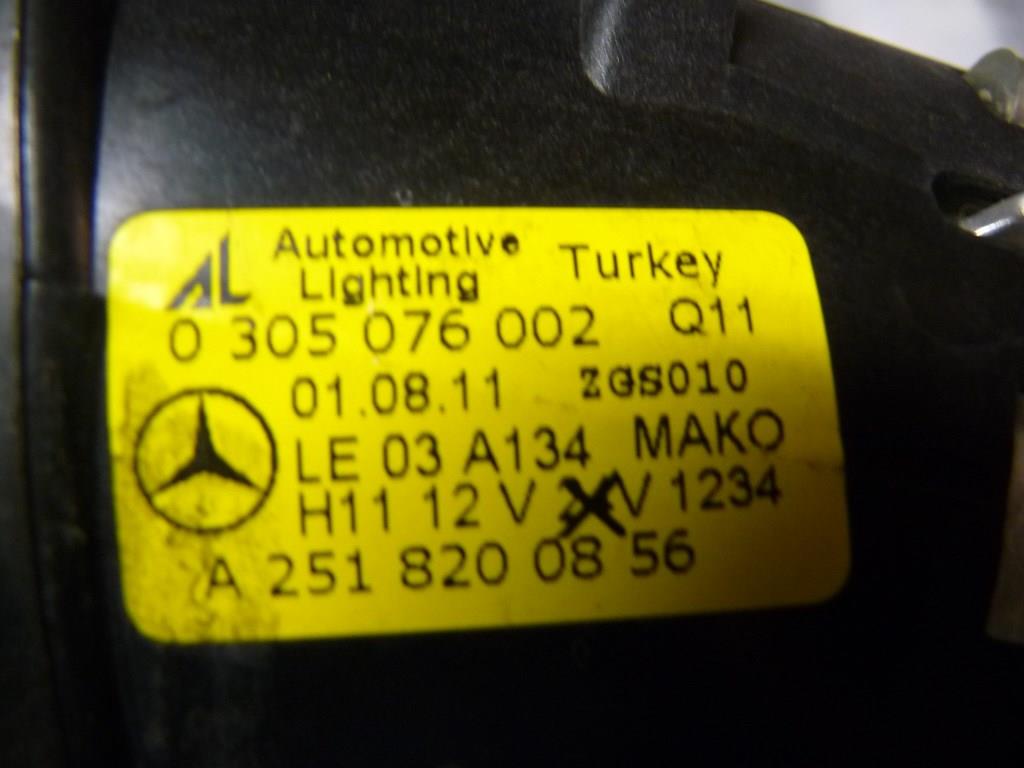 AL Automotive Turkey
Lighting
0 305 076 002 Q11
01.08.11 ZGS010
LE 03 A134 MAKO
H11 12 V V 1234
A 251 820 08 56